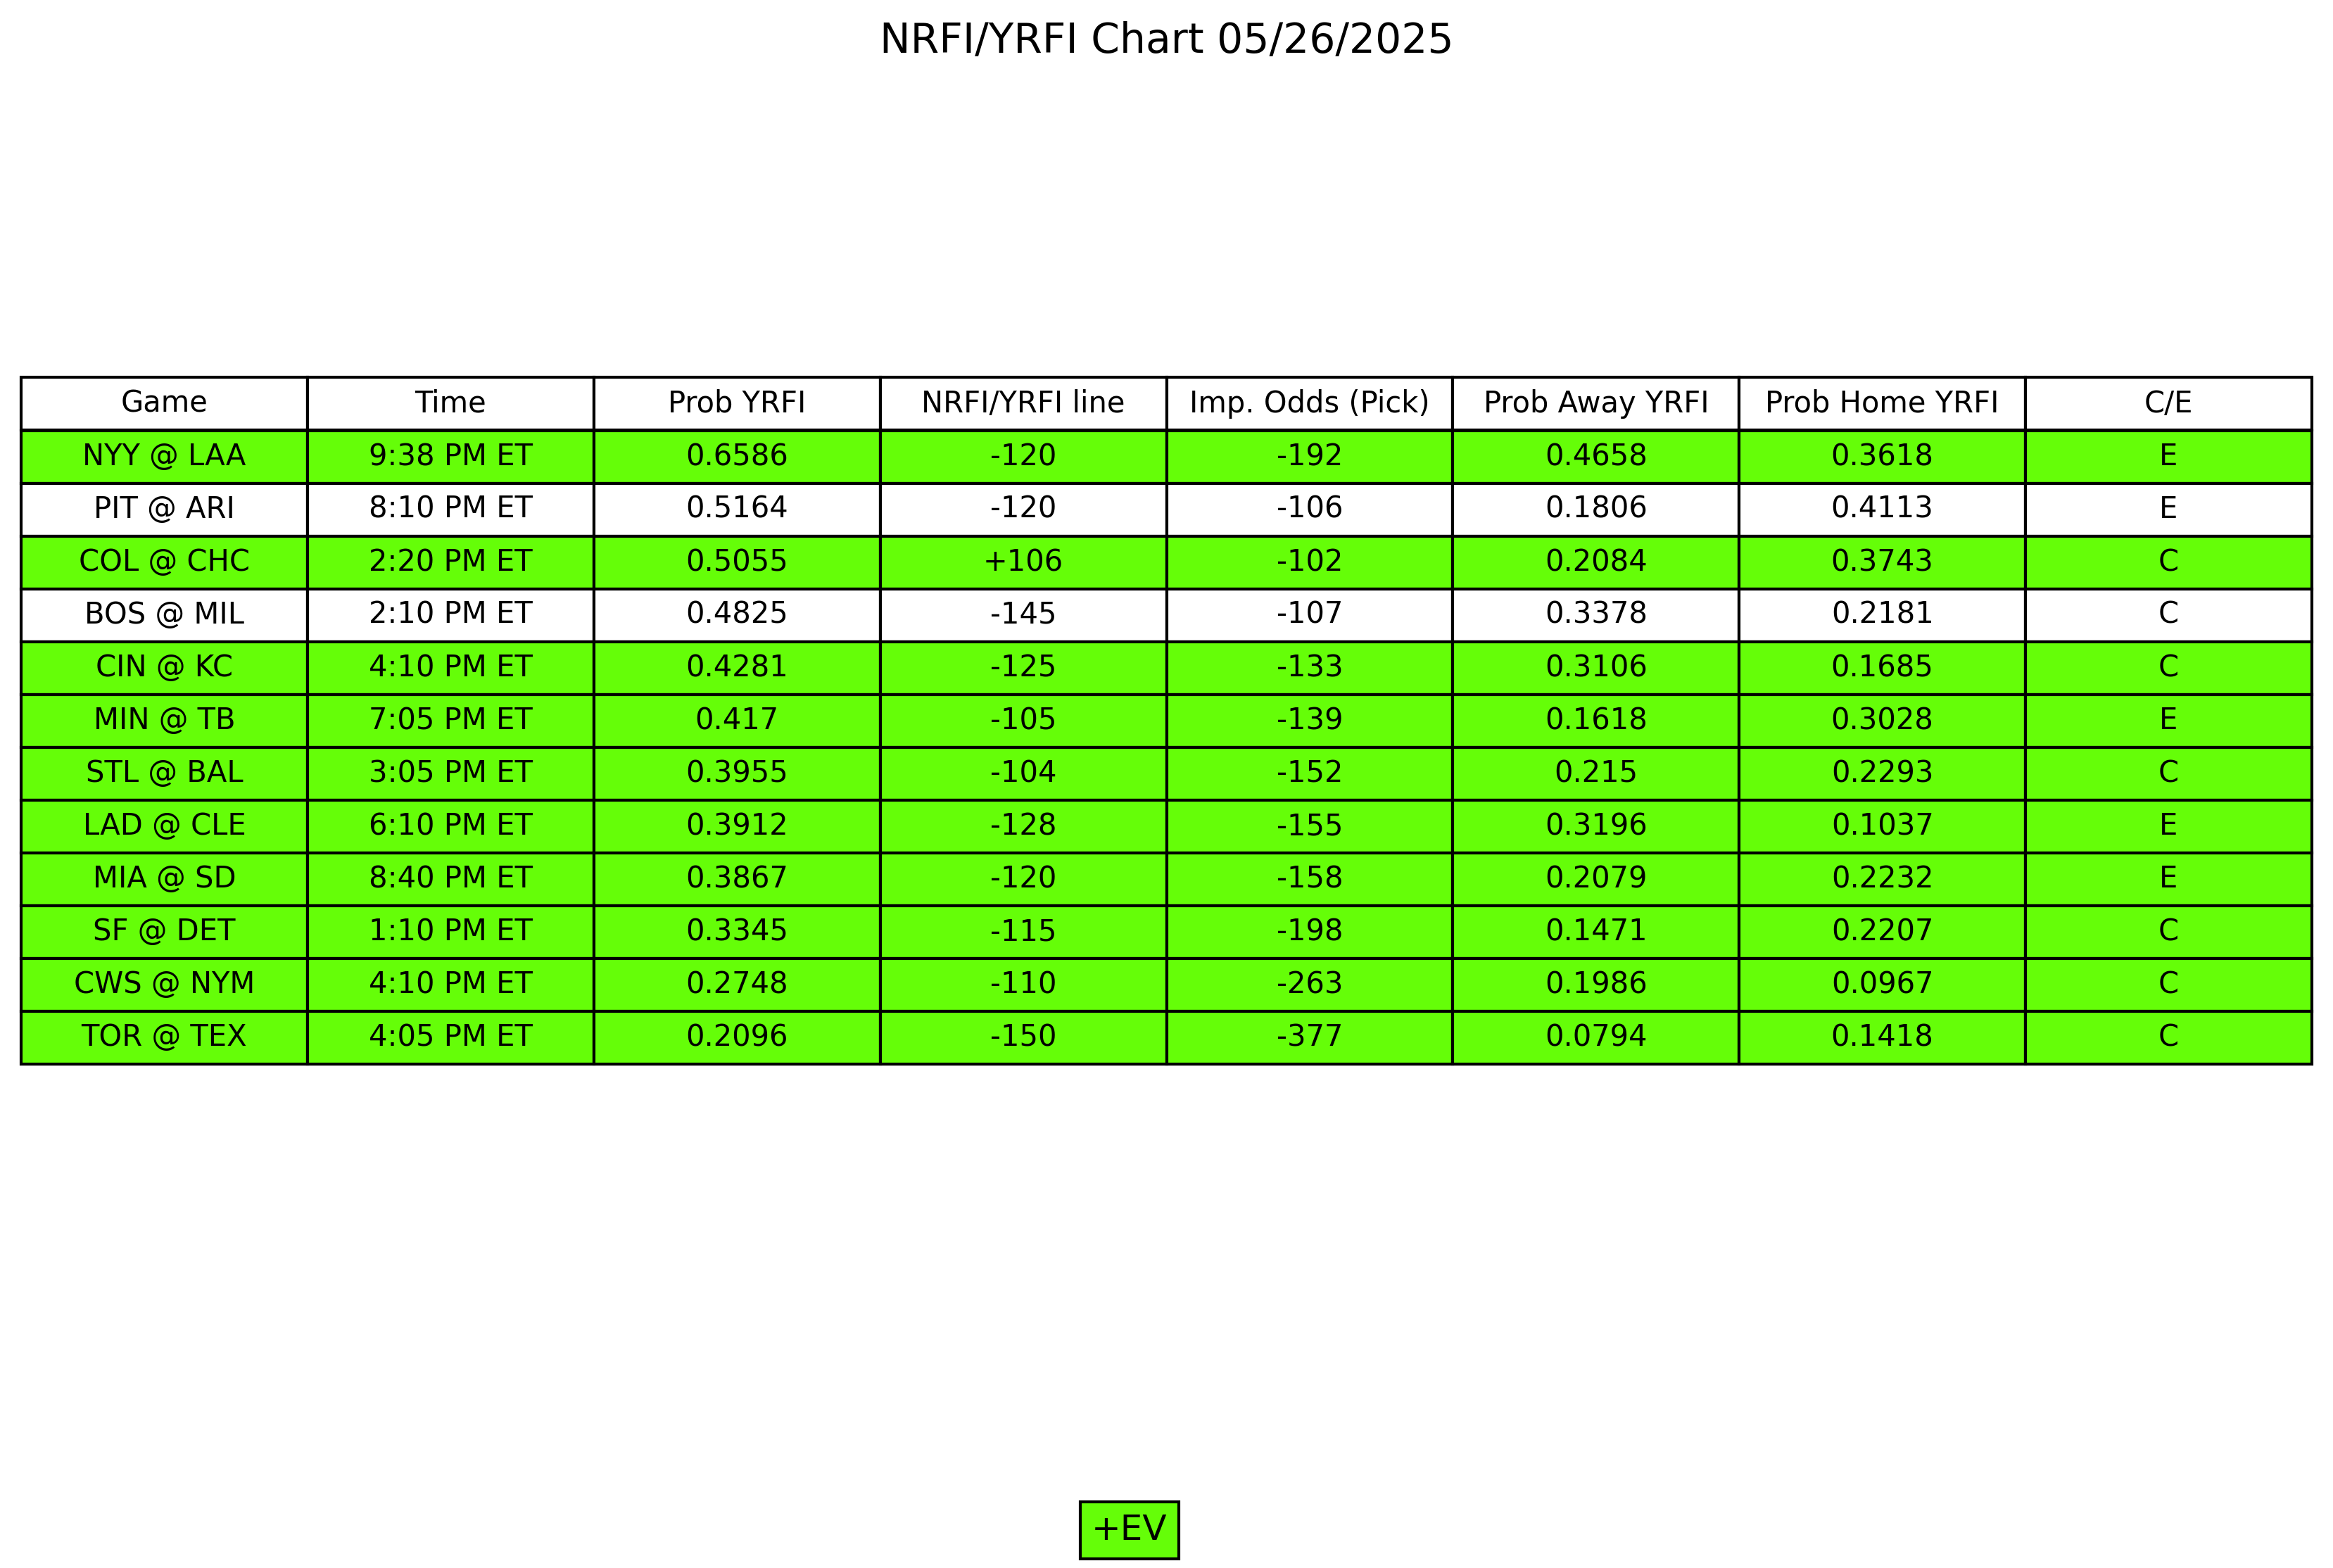 NRFI/YRFI Chart 05/26/2025
Game Time Prob YRFI NRFI/YRFI line Imp. Odds (Pick) Prob Away YRFI Prob Home YRFI C/E
NYY @ LAA 9:38 PM ET 0.6586 -120 -192 0.4658 0.3618 E
PIT @ ARI 8:10 PM ET 0.5164 -120 -106 0.1806 0.4113 E
COL @ CHC 2:20 PM ET 0.5055 +106 -102 0.2084 0.3743 C
BOS @ MIL 2:10 PM ET 0.4825 -145 -107 0.3378 0.2181 C
CIN @ KC 4:10 PM ET 0.4281 -125 -133 0.3106 0.1685 C
MIN @ TB 7:05 PM ET 0.417 -105 -139 0.1618 0.3028 E
STL @ BAL 3:05 PM ET 0.3955 -104 -152 0.215 0.2293 C
LAD @ CLE 6:10 PM ET 0.3912 -128 -155 0.3196 0.1037 E
MIA @ SD 8:40 PM ET 0.3867 -120 -158 0.2079 0.2232 E
SF @ DET 1:10 PM ET 0.3345 -115 -198 0.1471 0.2207 C
CWS @ NYM 4:10 PM ET 0.2748 -110 -263 0.1986 0.0967 C
TOR @ TEX 4:05 PM ET 0.2096 -150 -377 0.0794 0.1418 C
+EV